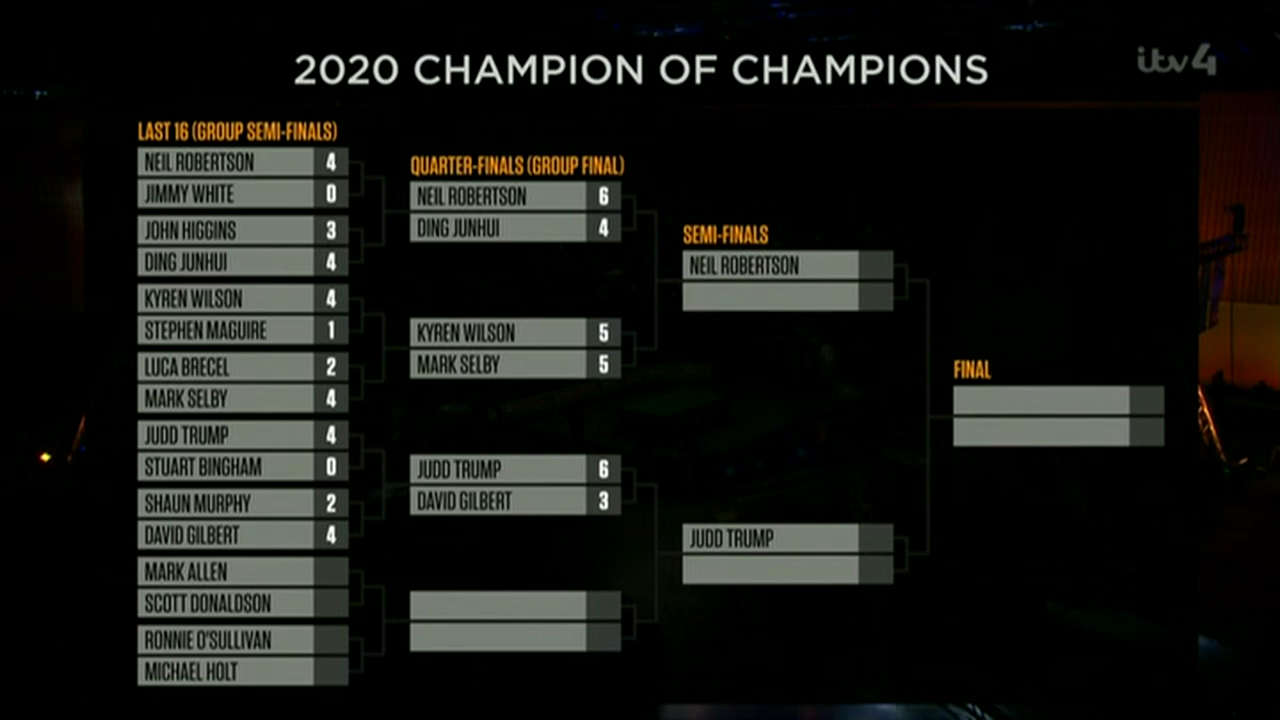 2020 CHAMPION OF CHAMPIONS
itv4
LAST 16 (GROUP SEMI-FINALS)
NEIL ROBERTSON 4
JIMMY WHITE 0
JOHN HIGGINS 3
DING JUNHUI 4
KYREN WILSON 4
STEPHEN MAGUIRE 1
LUCA BRECEL 2
MARK SELBY 4
JUDD TRUMP 4
STUART BINGHAM 0
SHAUN MURPHY 2
DAVID GILBERT 4
MARK ALLEN
SCOTT DONALDSON
RONNIE O'SULLIVAN
MICHAEL HOLT
QUARTER-FINALS (GROUP FINAL)
NEIL ROBERTSON 6
DING JUNHUI 4
KYREN WILSON 5
MARK SELBY 5
JUDD TRUMP 6
DAVID GILBERT 3
SEMI-FINALS
NEIL ROBERTSON
JUDD TRUMP
FINAL